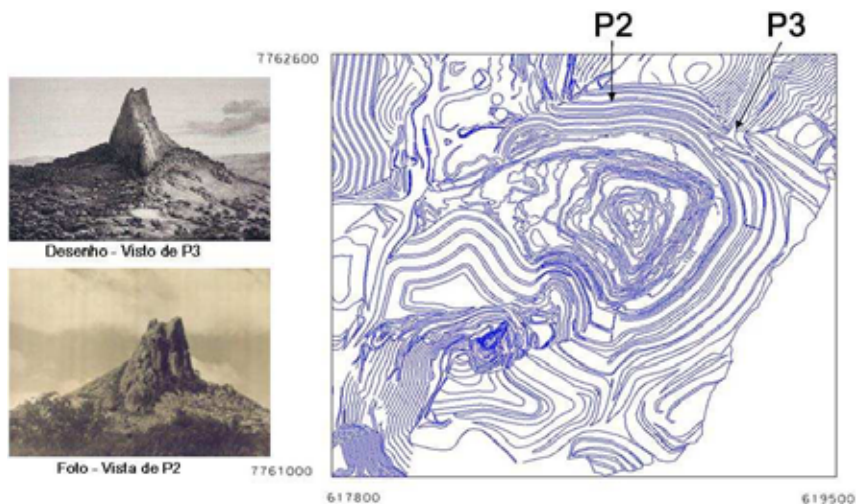 P2
P3
7762600
Desenho - Visto de P3
Foto - Vista de P2
7761000
617800
619500